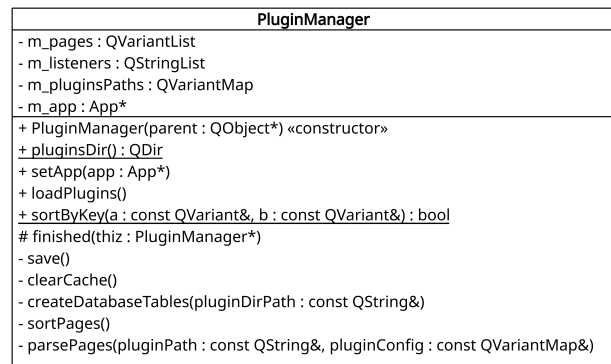 PluginManager
- m_pages : QVariantList
- m_listeners : QStringList
- m_pluginsPaths : QVariantMap
- m_app : App*
+ PluginManager(parent : QObject*) «constructor»
+ pluginsDir() : QDir
+ setApp(app : App*)
+ loadPlugins()
+ sortByKey(a : const QVariant&, b : const QVariant&) : bool
# finished(thiz : PluginManager*)
- save()
- clearCache()
- createDatabaseTables(pluginDirPath : const QString&)
- sortPages()
- parsePages(pluginPath : const QString&, pluginConfig : const QVariantMap&)